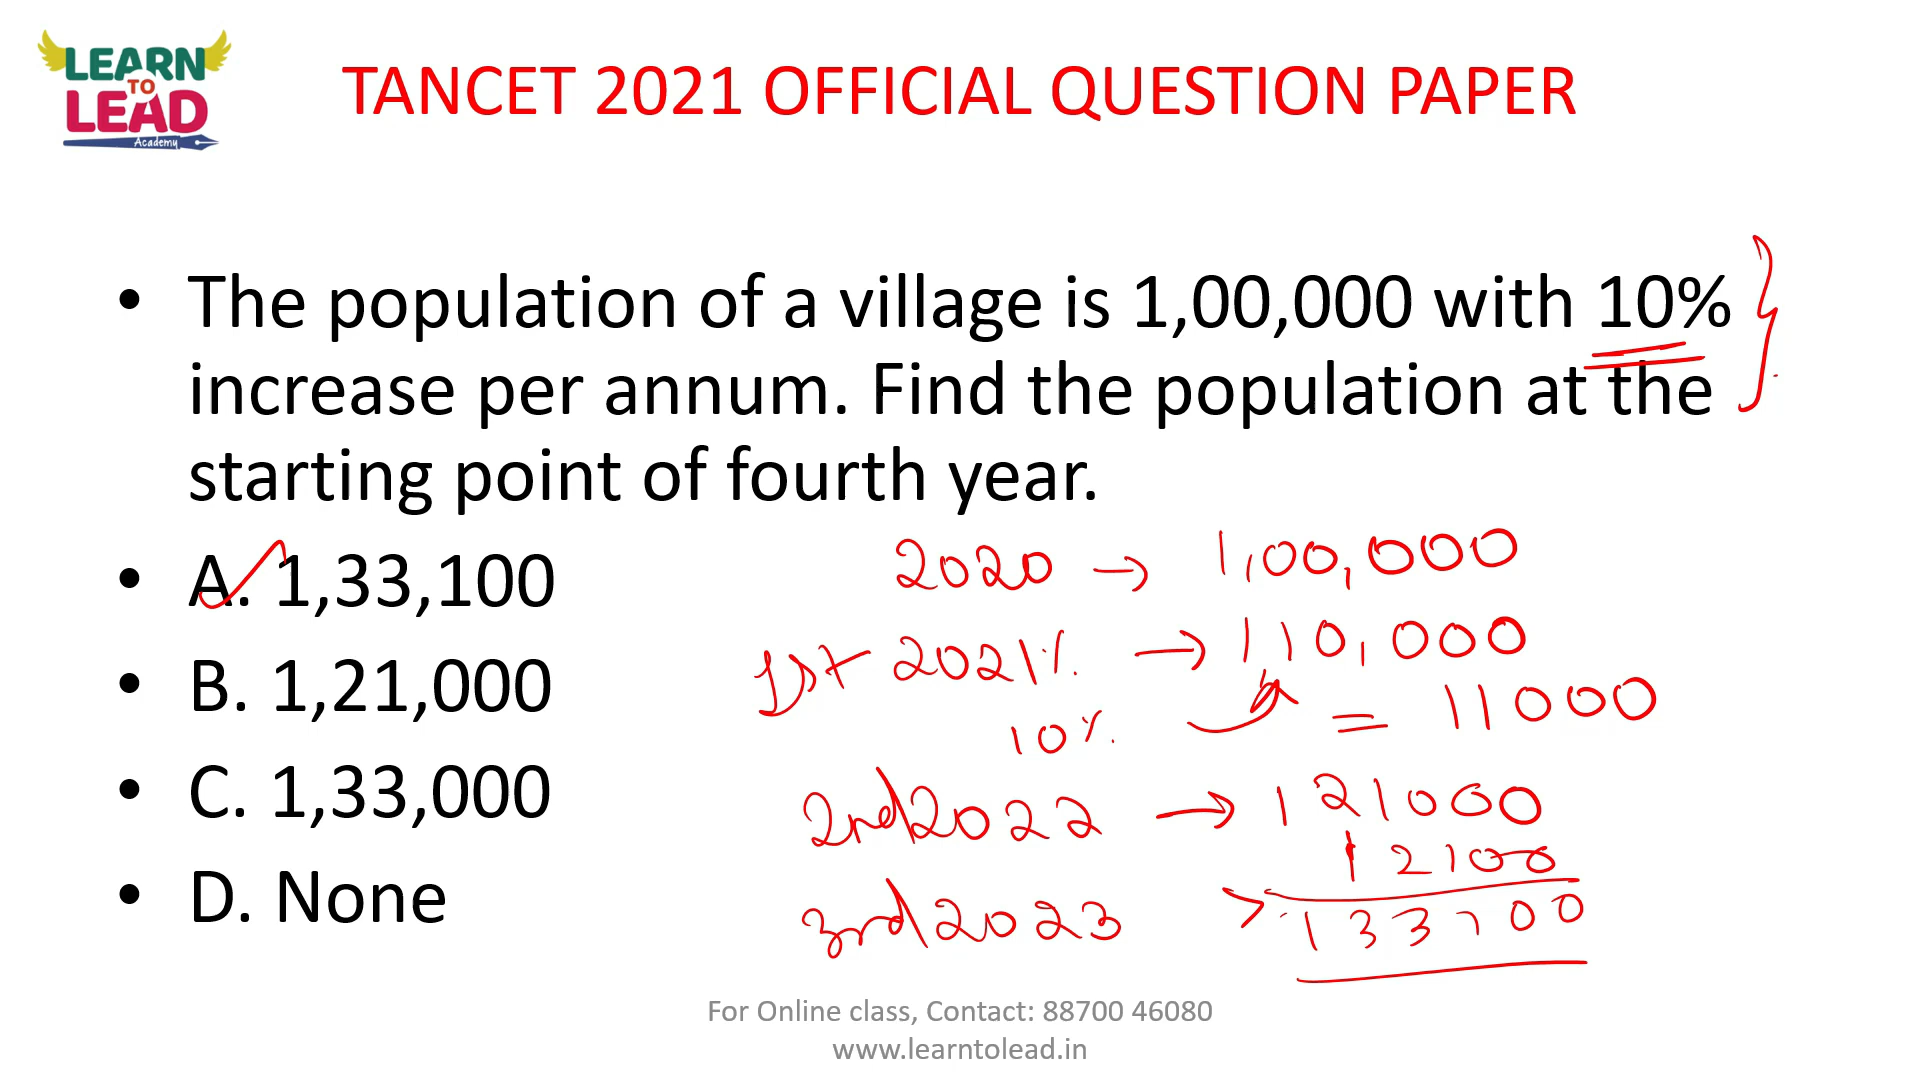 LEARN
TO
LEAD
Academy
TANCET 2021 OFFICIAL QUESTION PAPER
• The population of a village is 1,00,000 with 10%
increase per annum. Find the population at the
starting point of fourth year.
• A. 1,33,100
• B. 1,21,000
• C. 1,33,000
• D. None
2020 → 1,00,000
1st 2021 % → 110,000
10% = 11000
2nd 2022 → 121000
12100
3rd 2023 > 133100
For Online class, Contact: 88700 46080
www.learntolead.in